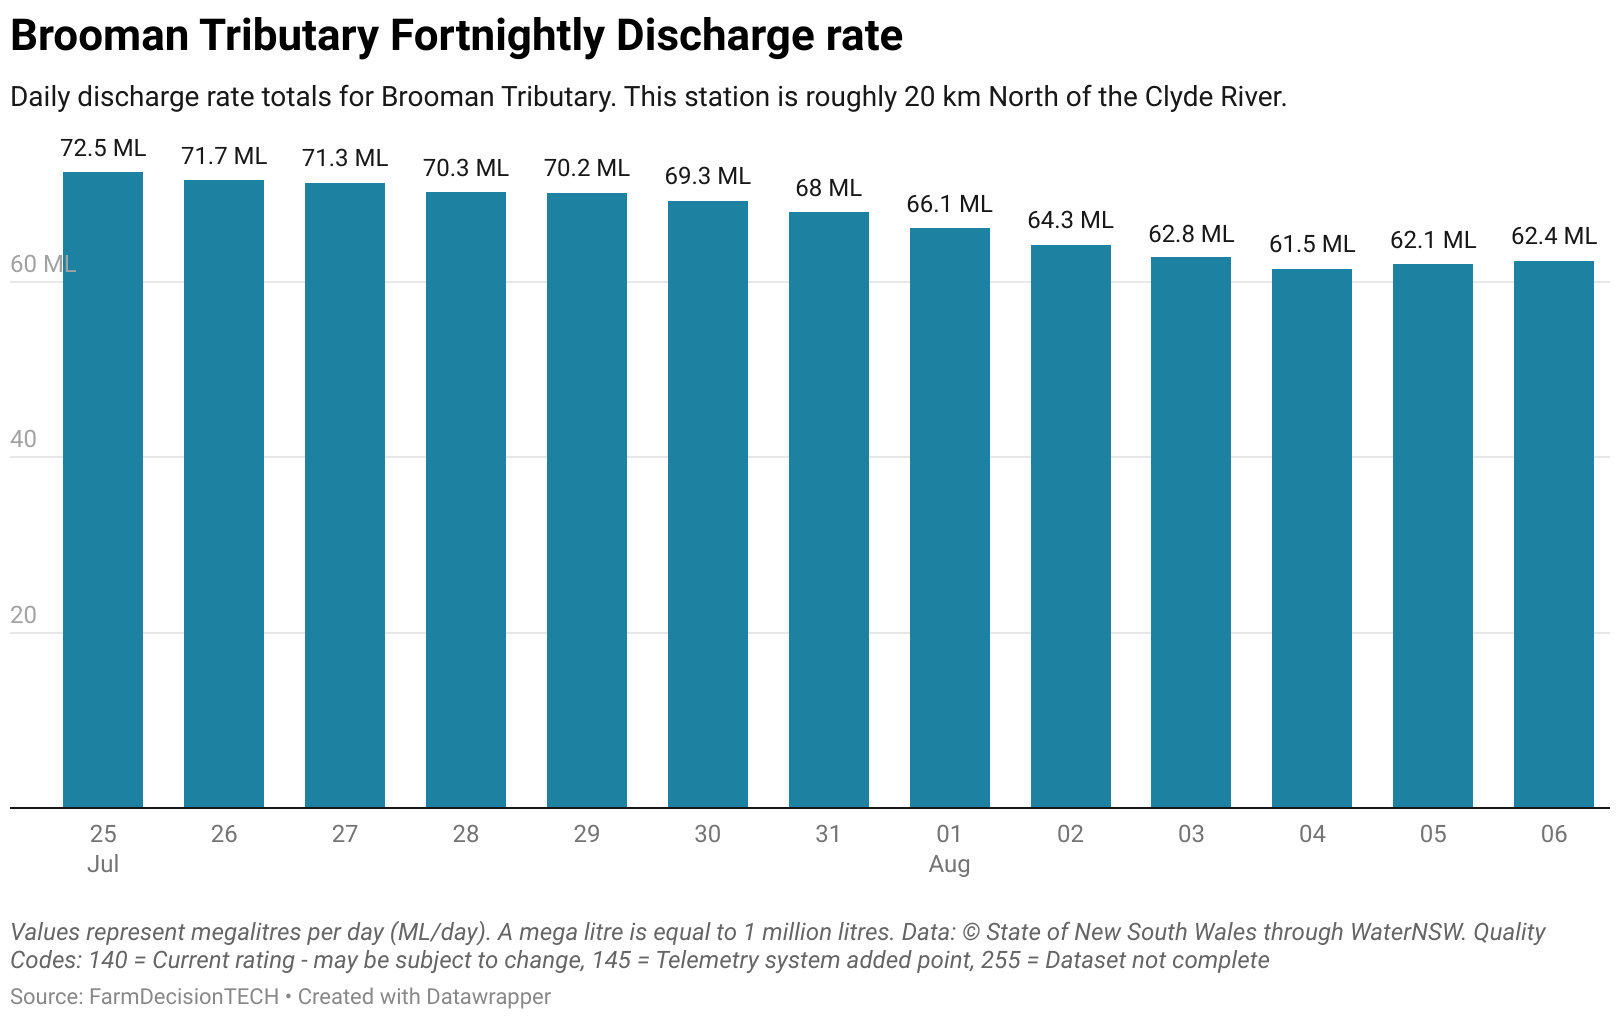 Brooman Tributary Fortnightly Discharge rate
Daily discharge rate totals for Brooman Tributary. This station is roughly 20 km North of the Clyde River.
72.5 ML
71.7 ML
71.3 ML
70.3 ML
70.2 ML
69.3 ML
68 ML
66.1 ML
64.3 ML
62.8 ML
61.5 ML
62.1 ML
62.4 ML
60 ML
40
20
25 26 27 28 29 30 31 01 02 03 04 05 06
Jul Aug
Values represent megalitres per day (ML/day). A mega litre is equal to 1 million litres. Data: © State of New South Wales through WaterNSW. Quality
Codes: 140 = Current rating - may be subject to change, 145 = Telemetry system added point, 255 = Dataset not complete
Source: FarmDecisionTECH • Created with Datawrapper